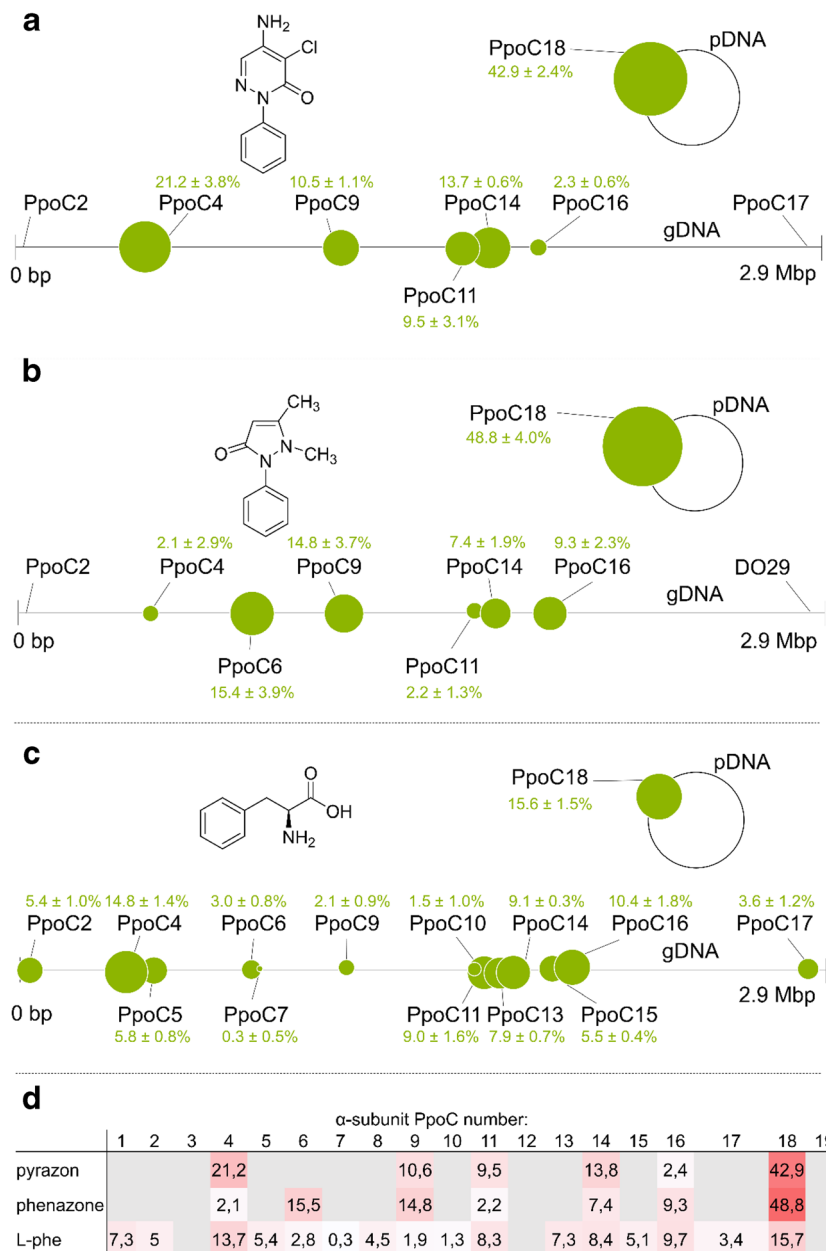 a
NH₂
Cl
N
N
O
PpoC18
42.9 ± 2.4%
pDNA
21.2 ± 3.8% 10.5 ± 1.1% 13.7 ± 0.6% 2.3 ± 0.6%
PpoC2 PpoC4 PpoC9 PpoC14 PpoC16 PpoC17
gDNA
0 bp 2.9 Mbp
PpoC11
9.5 ± 3.1%
b
CH₃
N CH₃
O N
PpoC18
48.8 ± 4.0%
pDNA
2.1 ± 2.9% 14.8 ± 3.7% 7.4 ± 1.9% 9.3 ± 2.3%
PpoC2 PpoC4 PpoC9 PpoC14 PpoC16 DO29
gDNA
0 bp 2.9 Mbp
PpoC6 PpoC11
15.4 ± 3.9% 2.2 ± 1.3%
c
O
OH
NH₂
PpoC18
15.6 ± 1.5%
pDNA
5.4 ± 1.0% 14.8 ± 1.4% 3.0 ± 0.8% 2.1 ± 0.9% 1.5 ± 1.0% 9.1 ± 0.3% 10.4 ± 1.8% 3.6 ± 1.2%
PpoC2 PpoC4 PpoC6 PpoC9 PpoC10 PpoC14 PpoC16 PpoC17
gDNA
0 bp 2.9 Mbp
PpoC5 PpoC7 PpoC11 PpoC13 PpoC15
5.8 ± 0.8% 0.3 ± 0.5% 9.0 ± 1.6% 7.9 ± 0.7% 5.5 ± 0.4%
d
α-subunit PpoC number:
1 2 3 4 5 6 7 8 9 10 11 12 13 14 15 16 17 18 19
pyrazon 21,2 10,6 9,5 13,8 2,4 42,9
phenazone 2,1 15,5 14,8 2,2 7,4 9,3 48,8
L-phe 7,3 5 13,7 5,4 2,8 0,3 4,5 1,9 1,3 8,3 7,3 8,4 5,1 9,7 3,4 15,7